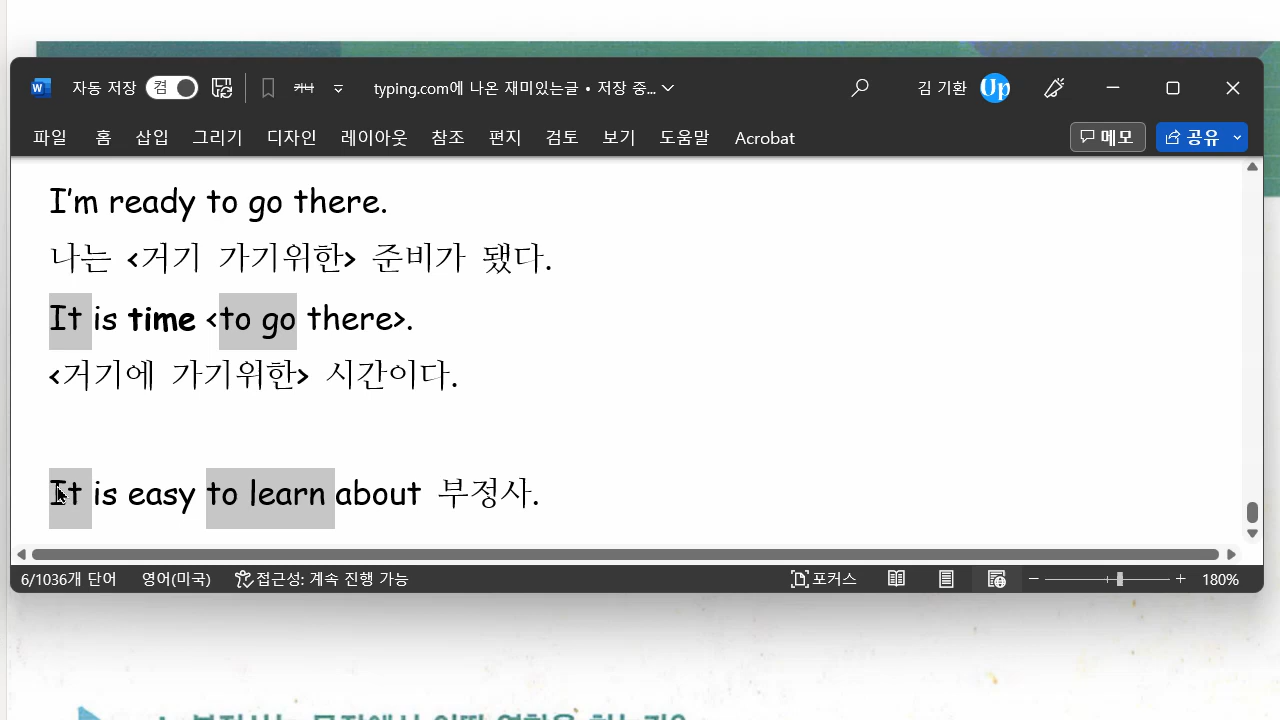 자동 저장 켬 가나 typing.com에 나온 재미있는글 • 저장 중... 김 기환 Up
파일 홈 삽입 그리기 디자인 레이아웃 참조 편지 검토 보기 도움말 Acrobat 메모 공유
I'm ready to go there.
나는 <거기 가기위한> 준비가 됐다.
It is time <to go there>.
<거기에 가기위한> 시간이다.
It is easy to learn about 부정사.
6/1036개 단어 영어(미국) 접근성: 계속 진행 가능 포커스 180%